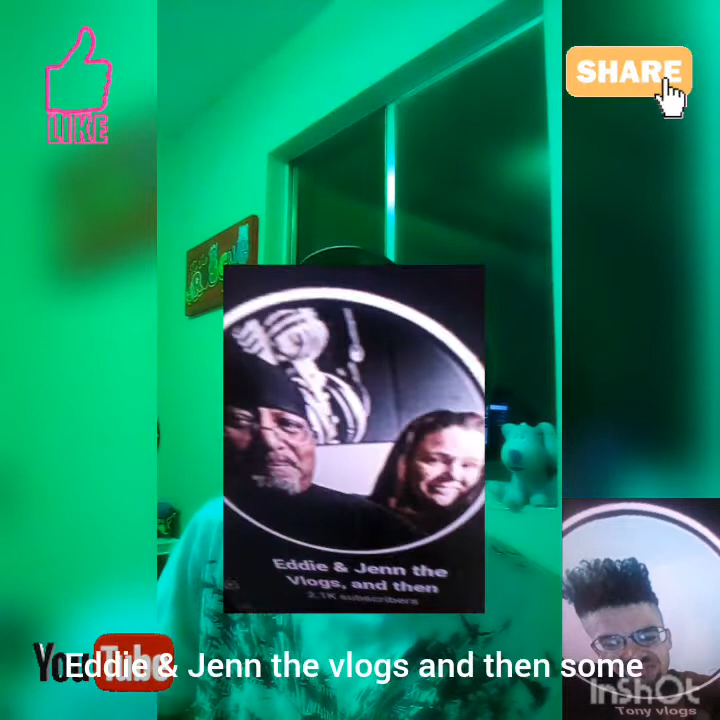 LIKE
SHARE
Eddie & Jenn the
Vlogs, and then
2.1K subscribers
YouTube
Eddie & Jenn the vlogs and then some
InShOt
Tony vlogs